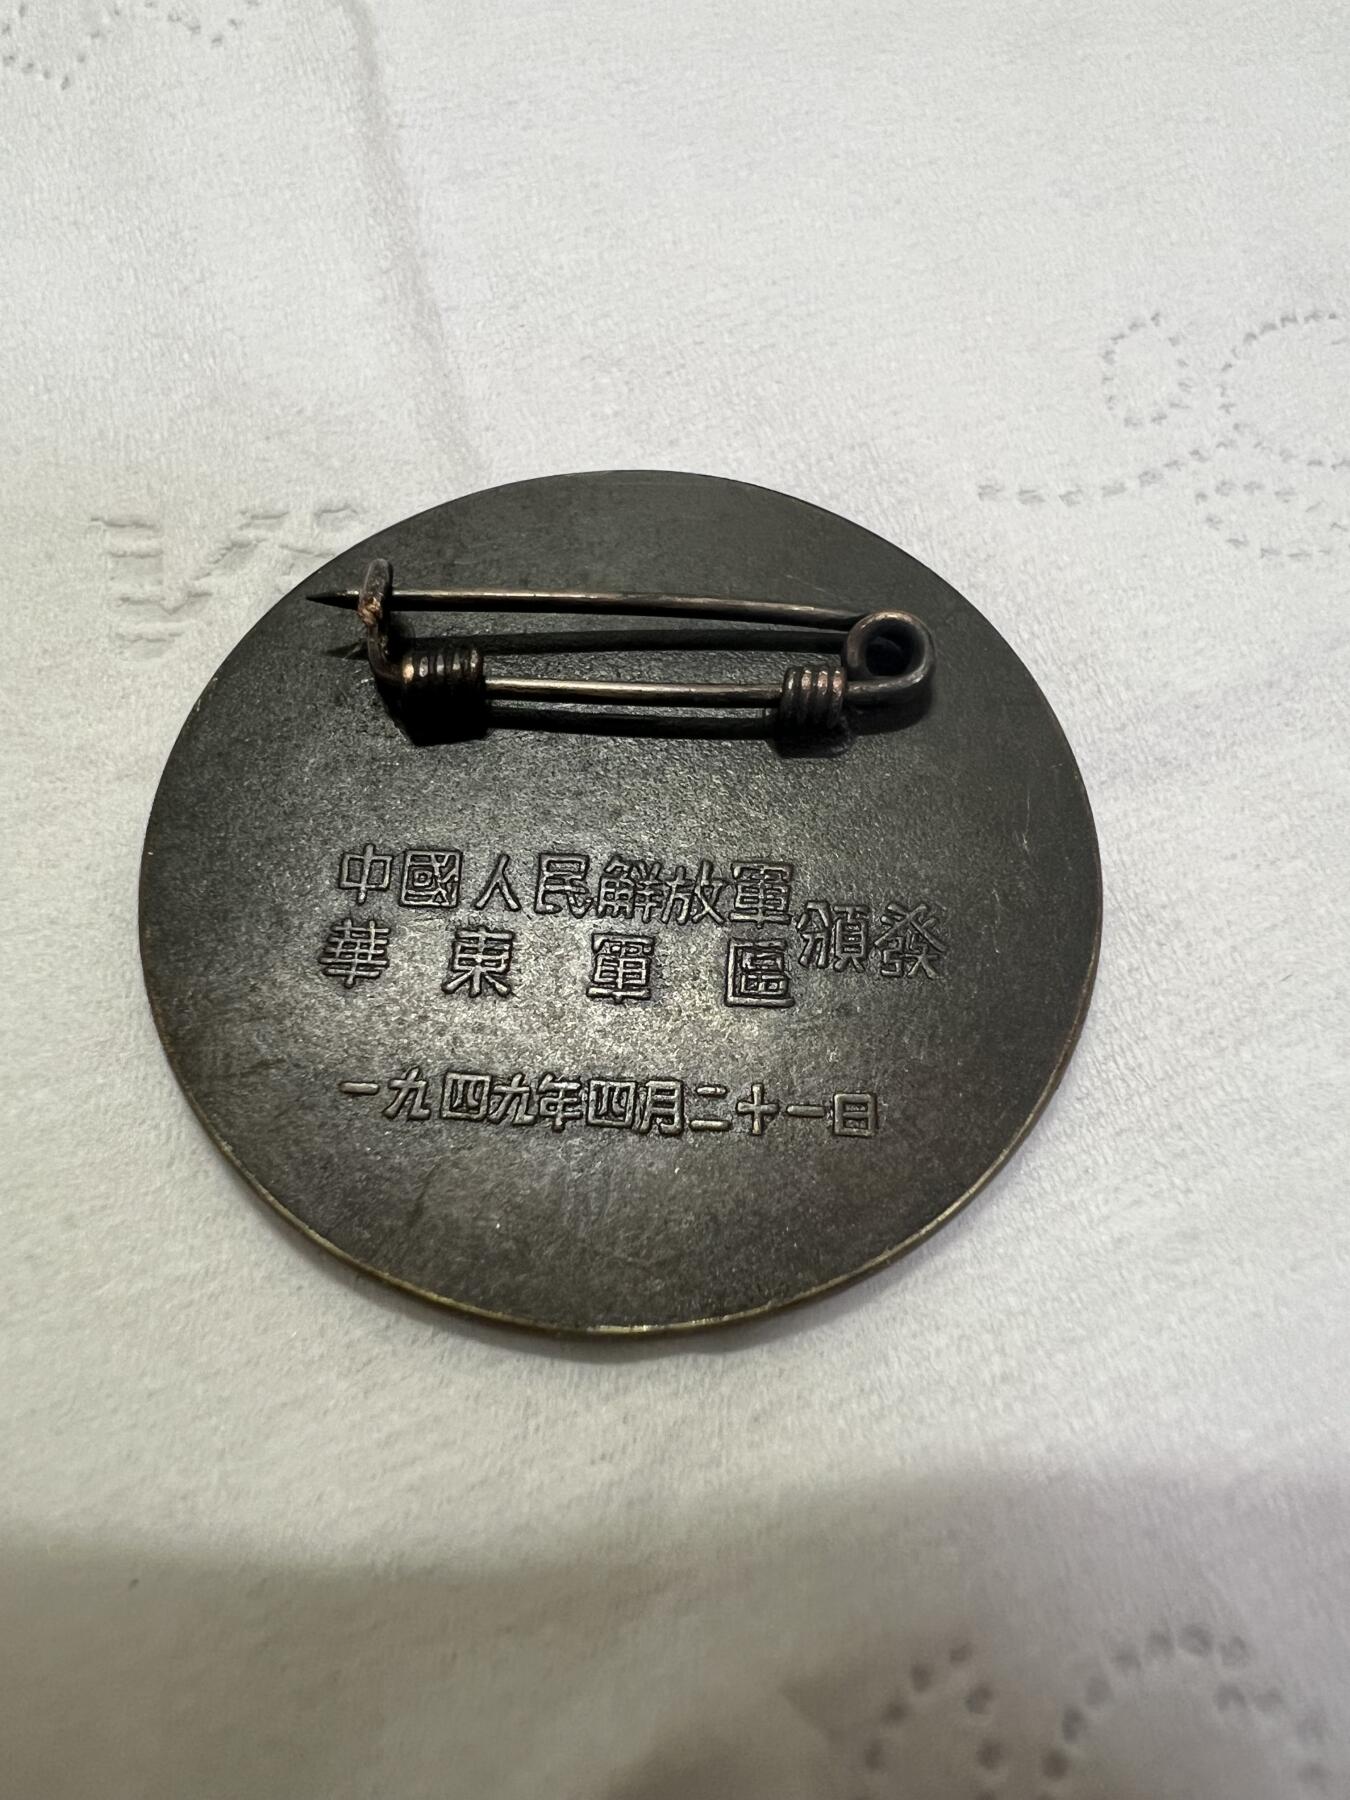 中國人民解放軍
華東軍區頒發
一九四九年四月二十一日